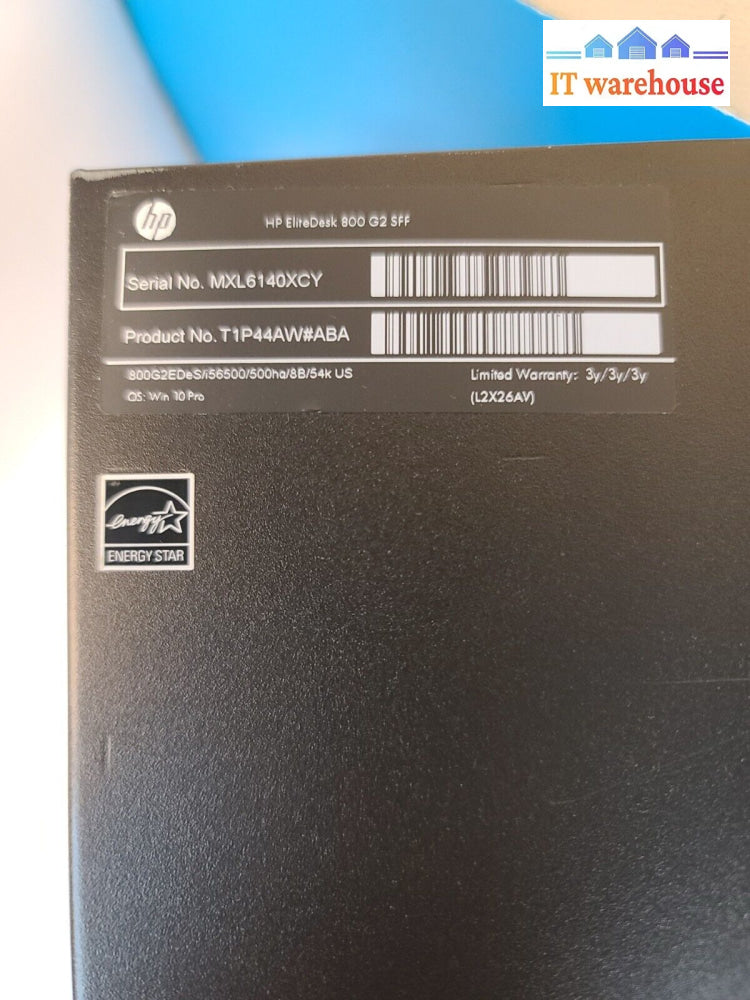 IT warehouse
hp
HP EliteDesk 800 G2 SFF
Serial No. MXL6140XCY
Product No. T1P44AW#ABA
800G2EDeS/i56500/500hq/8B/54k US
Limited Warranty: 3y/3y/3y
OS: Win 10 Pro
(L2X26AV)
energy
ENERGY STAR